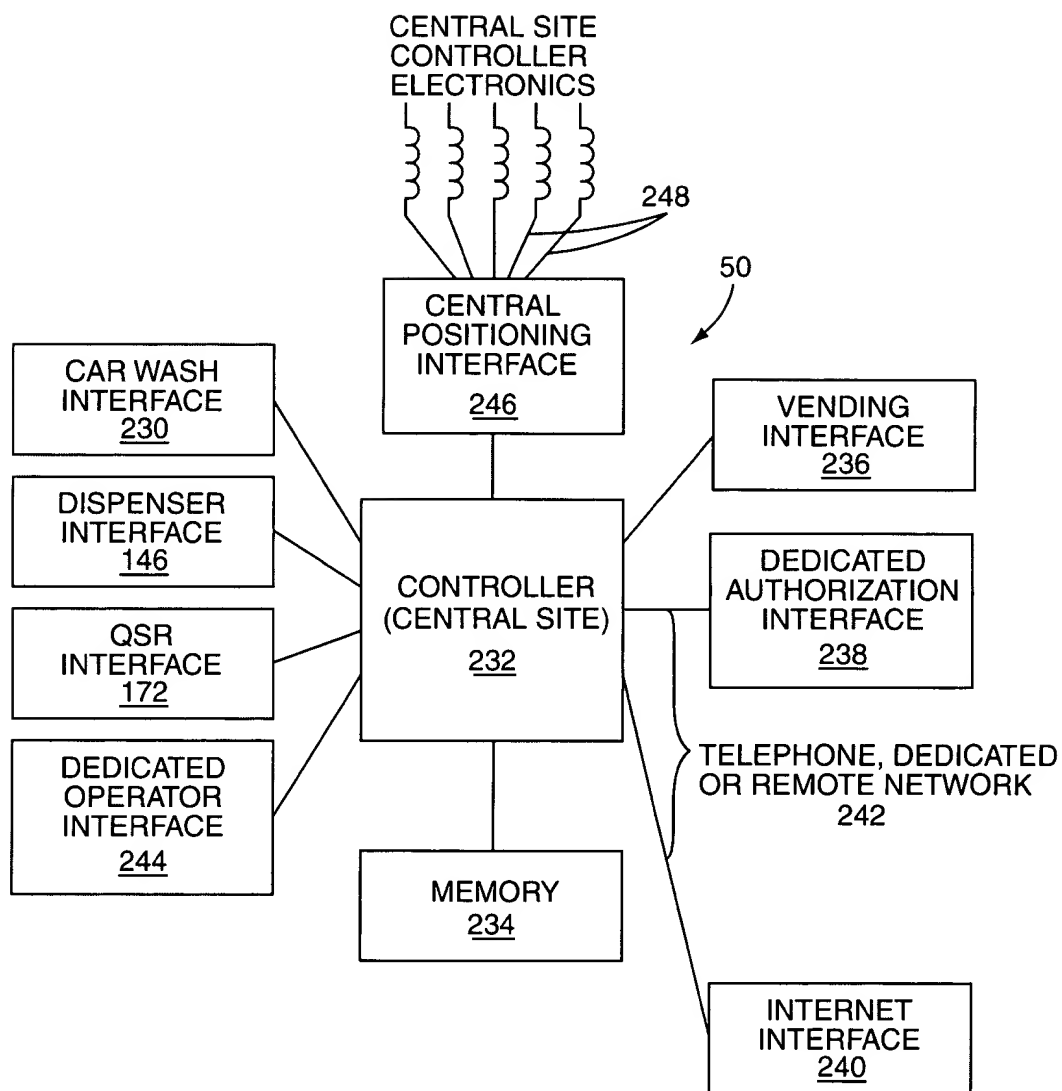 CENTRAL SITE
CONTROLLER
ELECTRONICS
248
50
CENTRAL
POSITIONING
INTERFACE
246
CAR WASH
INTERFACE
230
VENDING
INTERFACE
236
DISPENSER
INTERFACE
146
CONTROLLER
(CENTRAL SITE)
232
DEDICATED
AUTHORIZATION
INTERFACE
238
QSR
INTERFACE
172
DEDICATED
OPERATOR
INTERFACE
244
TELEPHONE, DEDICATED
OR REMOTE NETWORK
242
MEMORY
234
INTERNET
INTERFACE
240